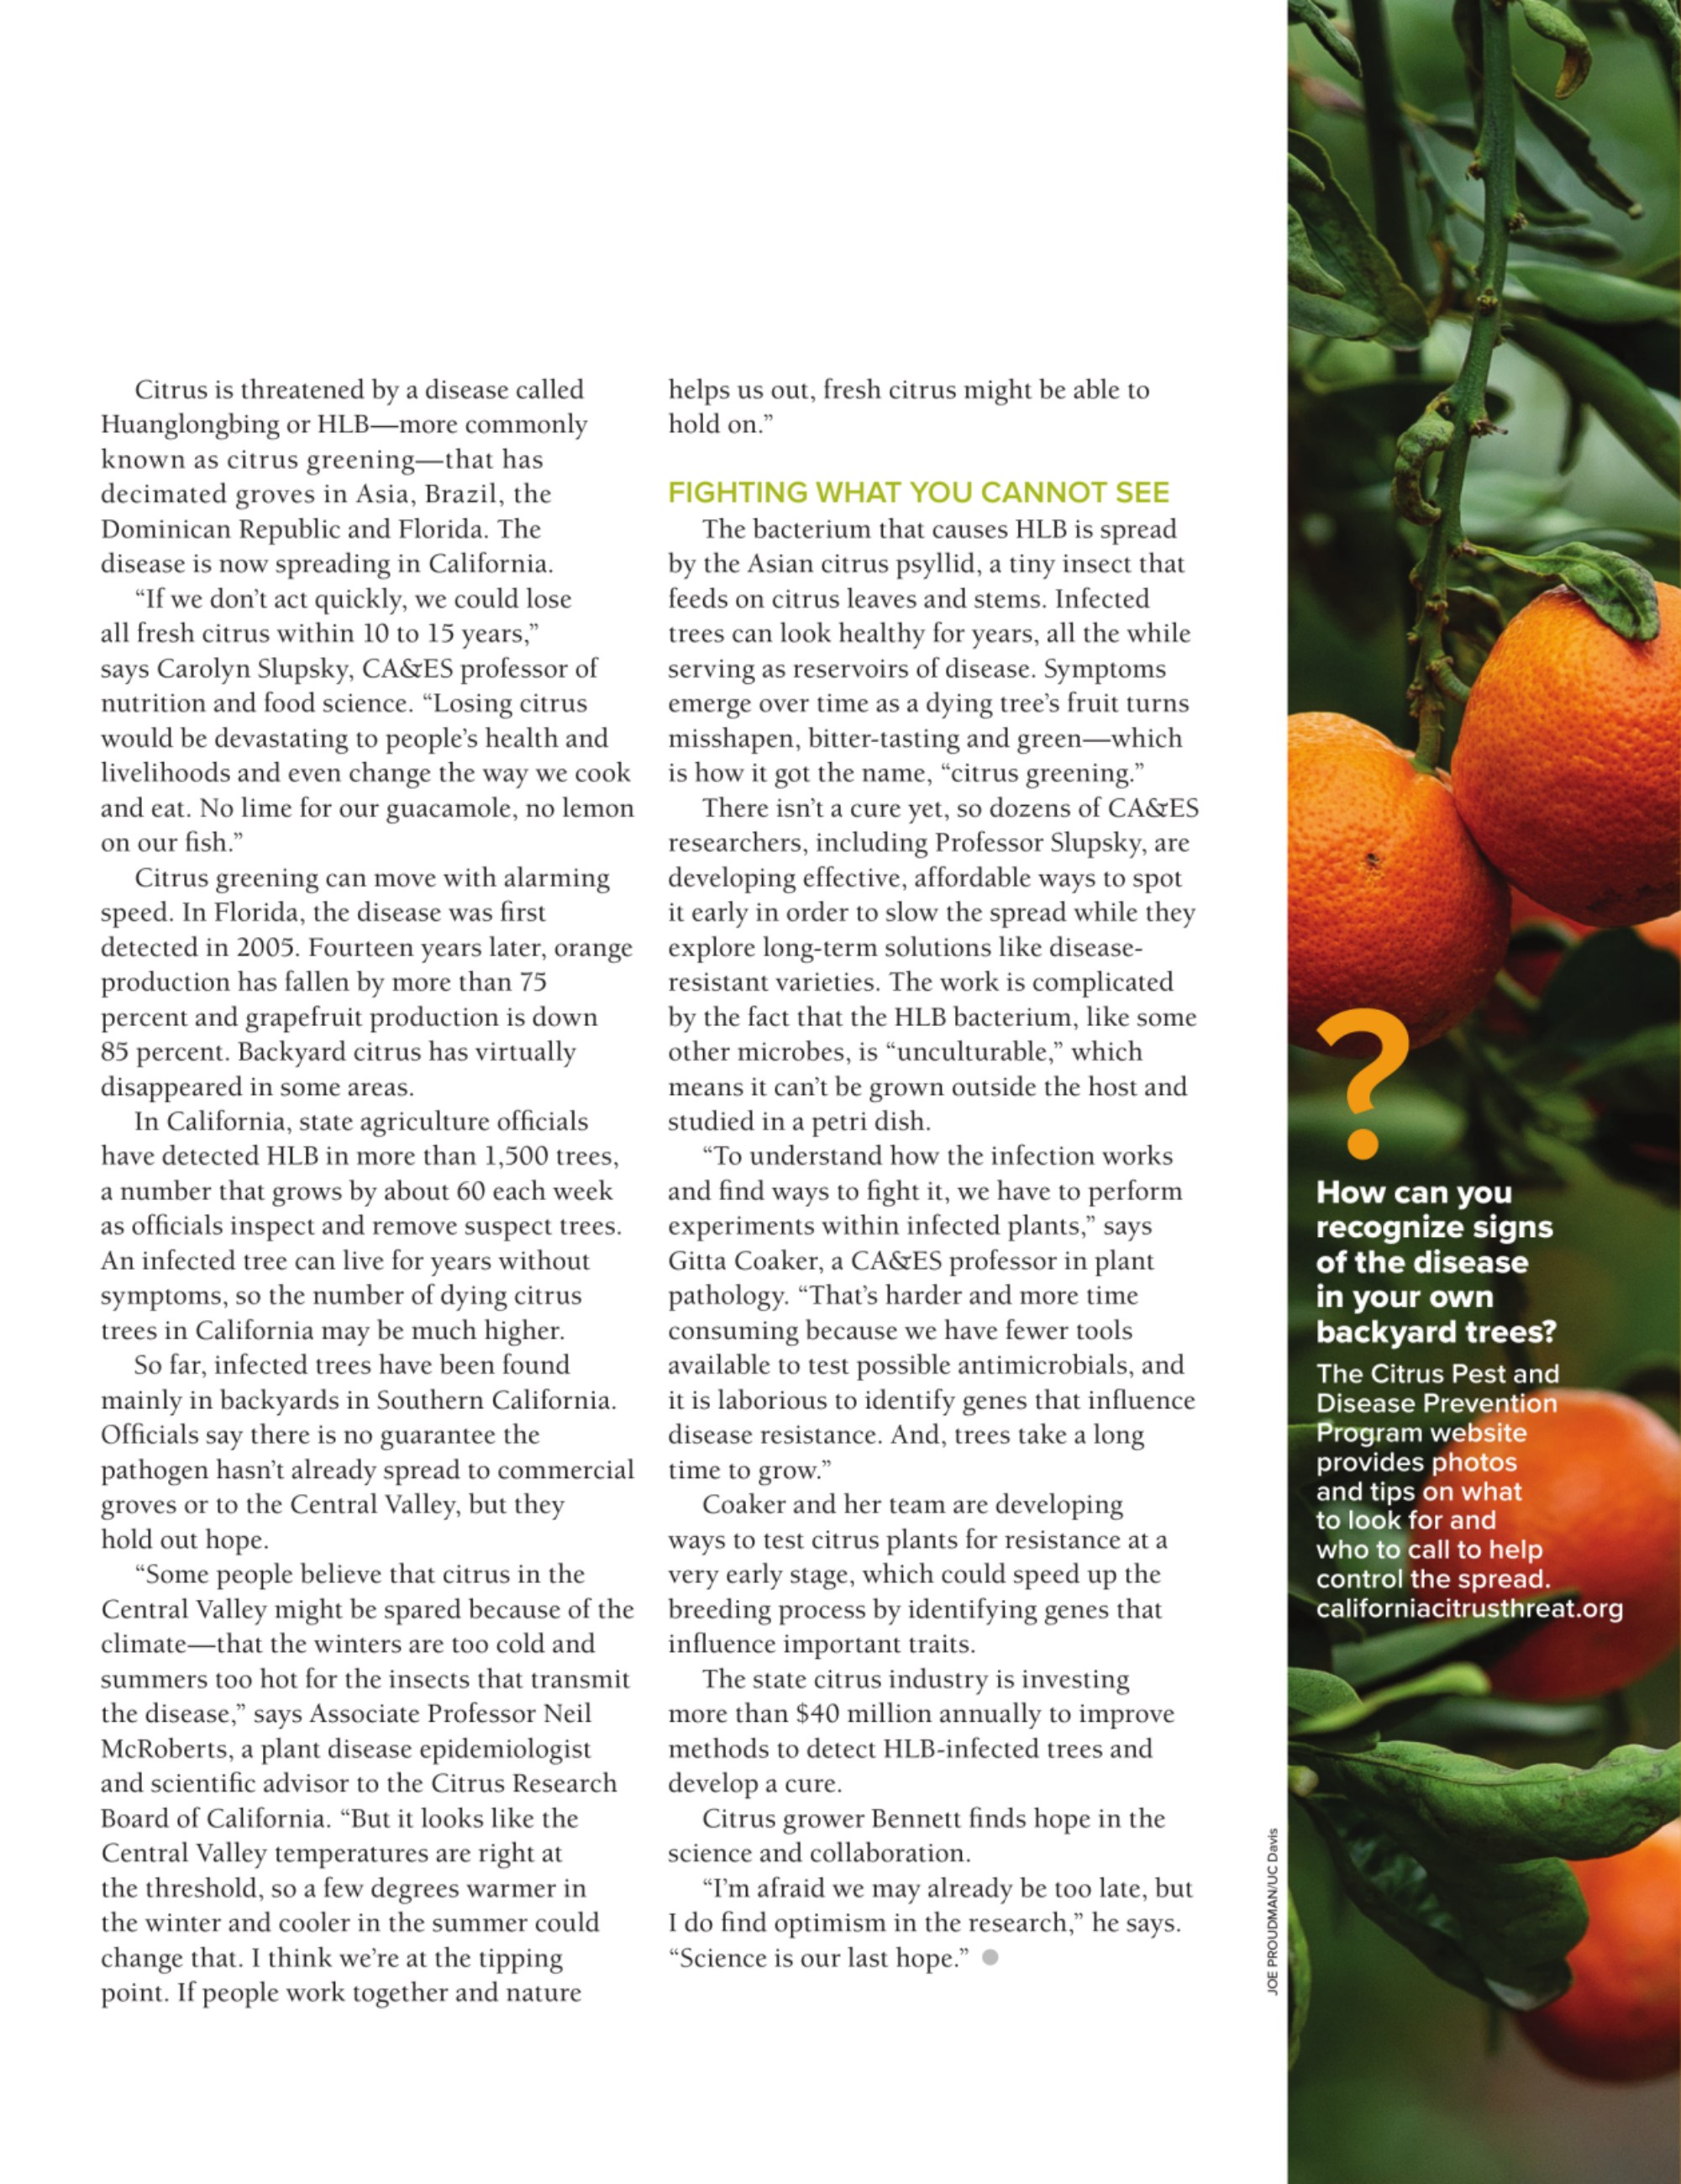 Citrus is threatened by a disease called
Huanglongbing or HLB—more commonly
known as citrus greening—that has
decimated groves in Asia, Brazil, the
Dominican Republic and Florida. The
disease is now spreading in California.
“If we don’t act quickly, we could lose
all fresh citrus within 10 to 15 years,”
says Carolyn Slupsky, CA&ES professor of
nutrition and food science. “Losing citrus
would be devastating to people’s health and
livelihoods and even change the way we cook
and eat. No lime for our guacamole, no lemon
on our fish.”
Citrus greening can move with alarming
speed. In Florida, the disease was first
detected in 2005. Fourteen years later, orange
production has fallen by more than 75
percent and grapefruit production is down
85 percent. Backyard citrus has virtually
disappeared in some areas.
In California, state agriculture officials
have detected HLB in more than 1,500 trees,
a number that grows by about 60 each week
as officials inspect and remove suspect trees.
An infected tree can live for years without
symptoms, so the number of dying citrus
trees in California may be much higher.
So far, infected trees have been found
mainly in backyards in Southern California.
Officials say there is no guarantee the
pathogen hasn’t already spread to commercial
groves or to the Central Valley, but they
hold out hope.
“Some people believe that citrus in the
Central Valley might be spared because of the
climate—that the winters are too cold and
summers too hot for the insects that transmit
the disease,” says Associate Professor Neil
McRoberts, a plant disease epidemiologist
and scientific advisor to the Citrus Research
Board of California. “But it looks like the
Central Valley temperatures are right at
the threshold, so a few degrees warmer in
the winter and cooler in the summer could
change that. I think we’re at the tipping
point. If people work together and nature
helps us out, fresh citrus might be able to
hold on.”
FIGHTING WHAT YOU CANNOT SEE
The bacterium that causes HLB is spread
by the Asian citrus psyllid, a tiny insect that
feeds on citrus leaves and stems. Infected
trees can look healthy for years, all the while
serving as reservoirs of disease. Symptoms
emerge over time as a dying tree’s fruit turns
misshapen, bitter-tasting and green—which
is how it got the name, “citrus greening.”
There isn’t a cure yet, so dozens of CA&ES
researchers, including Professor Slupsky, are
developing effective, affordable ways to spot
it early in order to slow the spread while they
explore long-term solutions like disease-
resistant varieties. The work is complicated
by the fact that the HLB bacterium, like some
other microbes, is “unculturable,” which
means it can’t be grown outside the host and
studied in a petri dish.
“To understand how the infection works
and find ways to fight it, we have to perform
experiments within infected plants,” says
Gitta Coaker, a CA&ES professor in plant
pathology. “That’s harder and more time
consuming because we have fewer tools
available to test possible antimicrobials, and
it is laborious to identify genes that influence
disease resistance. And, trees take a long
time to grow.”
Coaker and her team are developing
ways to test citrus plants for resistance at a
very early stage, which could speed up the
breeding process by identifying genes that
influence important traits.
The state citrus industry is investing
more than $40 million annually to improve
methods to detect HLB-infected trees and
develop a cure.
Citrus grower Bennett finds hope in the
science and collaboration.
“I’m afraid we may already be too late, but
I do find optimism in the research,” he says.
“Science is our last hope.”
JOE PROUDMAN/UC Davis
?
How can you
recognize signs
of the disease
in your own
backyard trees?
The Citrus Pest and
Disease Prevention
Program website
provides photos
and tips on what
to look for and
who to call to help
control the spread.
californiacitrusthreat.org